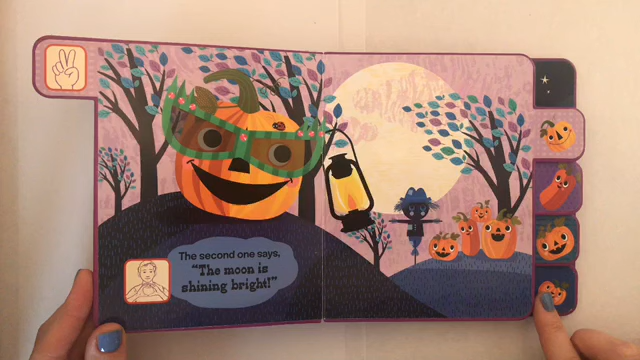 The second one says,
"The moon is
shining bright!"